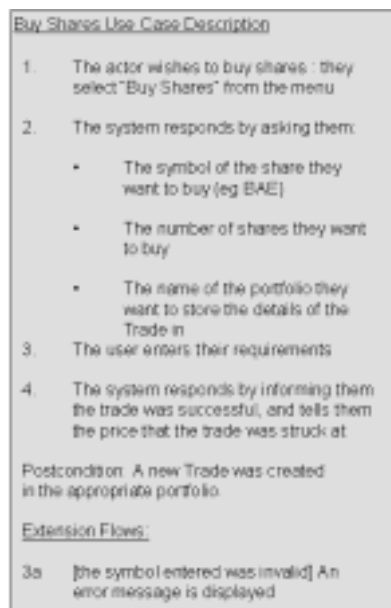 Buy Shares Use Case Description
1. The actor wishes to buy shares : they
select "Buy Shares" from the menu
2. The system responds by asking them:
• The symbol of the share they
want to buy (eg BAE)
• The number of shares they want
to buy
• The name of the portfolio they
want to store the details of the
Trade in
3. The user enters their requirements
4. The system responds by informing them
the trade was successful, and tells them
the price that the trade was struck at
Postcondition: A new Trade was created
in the appropriate portfolio.
Extension Flows:
3a [the symbol entered was invalid] An
error message is displayed